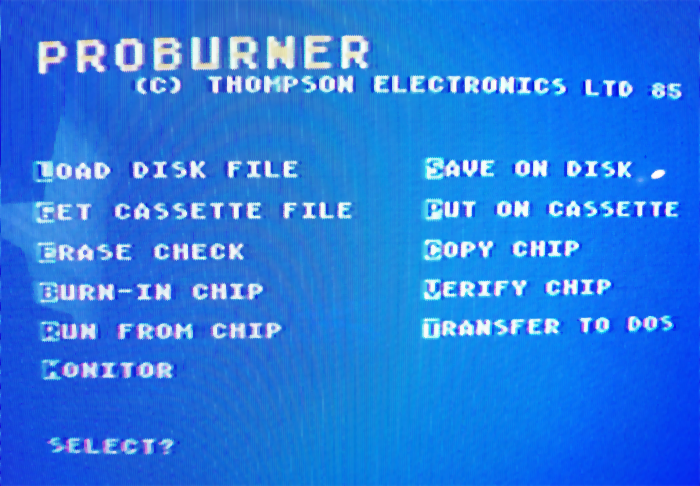 PROBURNER
(C) THOMPSON ELECTRONICS LTD 85
LOAD DISK FILE
SAVE ON DISK
GET CASSETTE FILE
PUT ON CASSETTE
ERASE CHECK
COPY CHIP
BURN-IN CHIP
VERIFY CHIP
RUN FROM CHIP
TRANSFER TO DOS
MONITOR
SELECT?